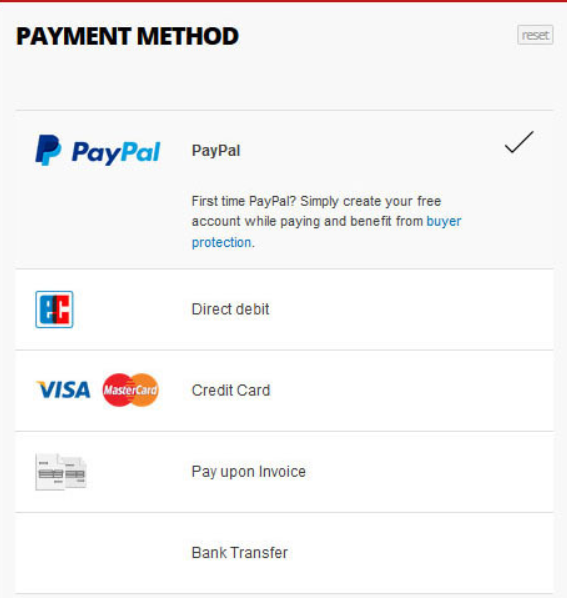 PAYMENT METHOD
reset
PayPal PayPal
First time PayPal? Simply create your free
account while paying and benefit from buyer
protection.
EC Direct debit
VISA MasterCard Credit Card
Pay upon Invoice
Bank Transfer